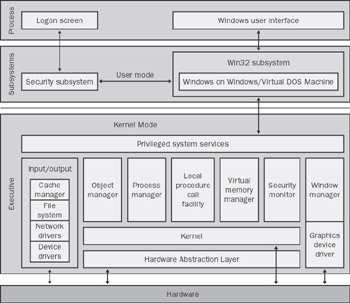 Process
Logon screen
Windows user interface
Subsystems
Security subsystem
User mode
Win32 subsystem
Windows on Windows/Virtual DOS Machine
Kernel Mode
Executive
Privileged system services
Input/output
Cache
manager
File
system
Network
drivers
Device
drivers
Object
manager
Process
manager
Local
procedure
call
facility
Virtual
memory
manager
Security
monitor
Window
manager
Graphics
device
driver
Kernel
Hardware Abstraction Layer
Hardware